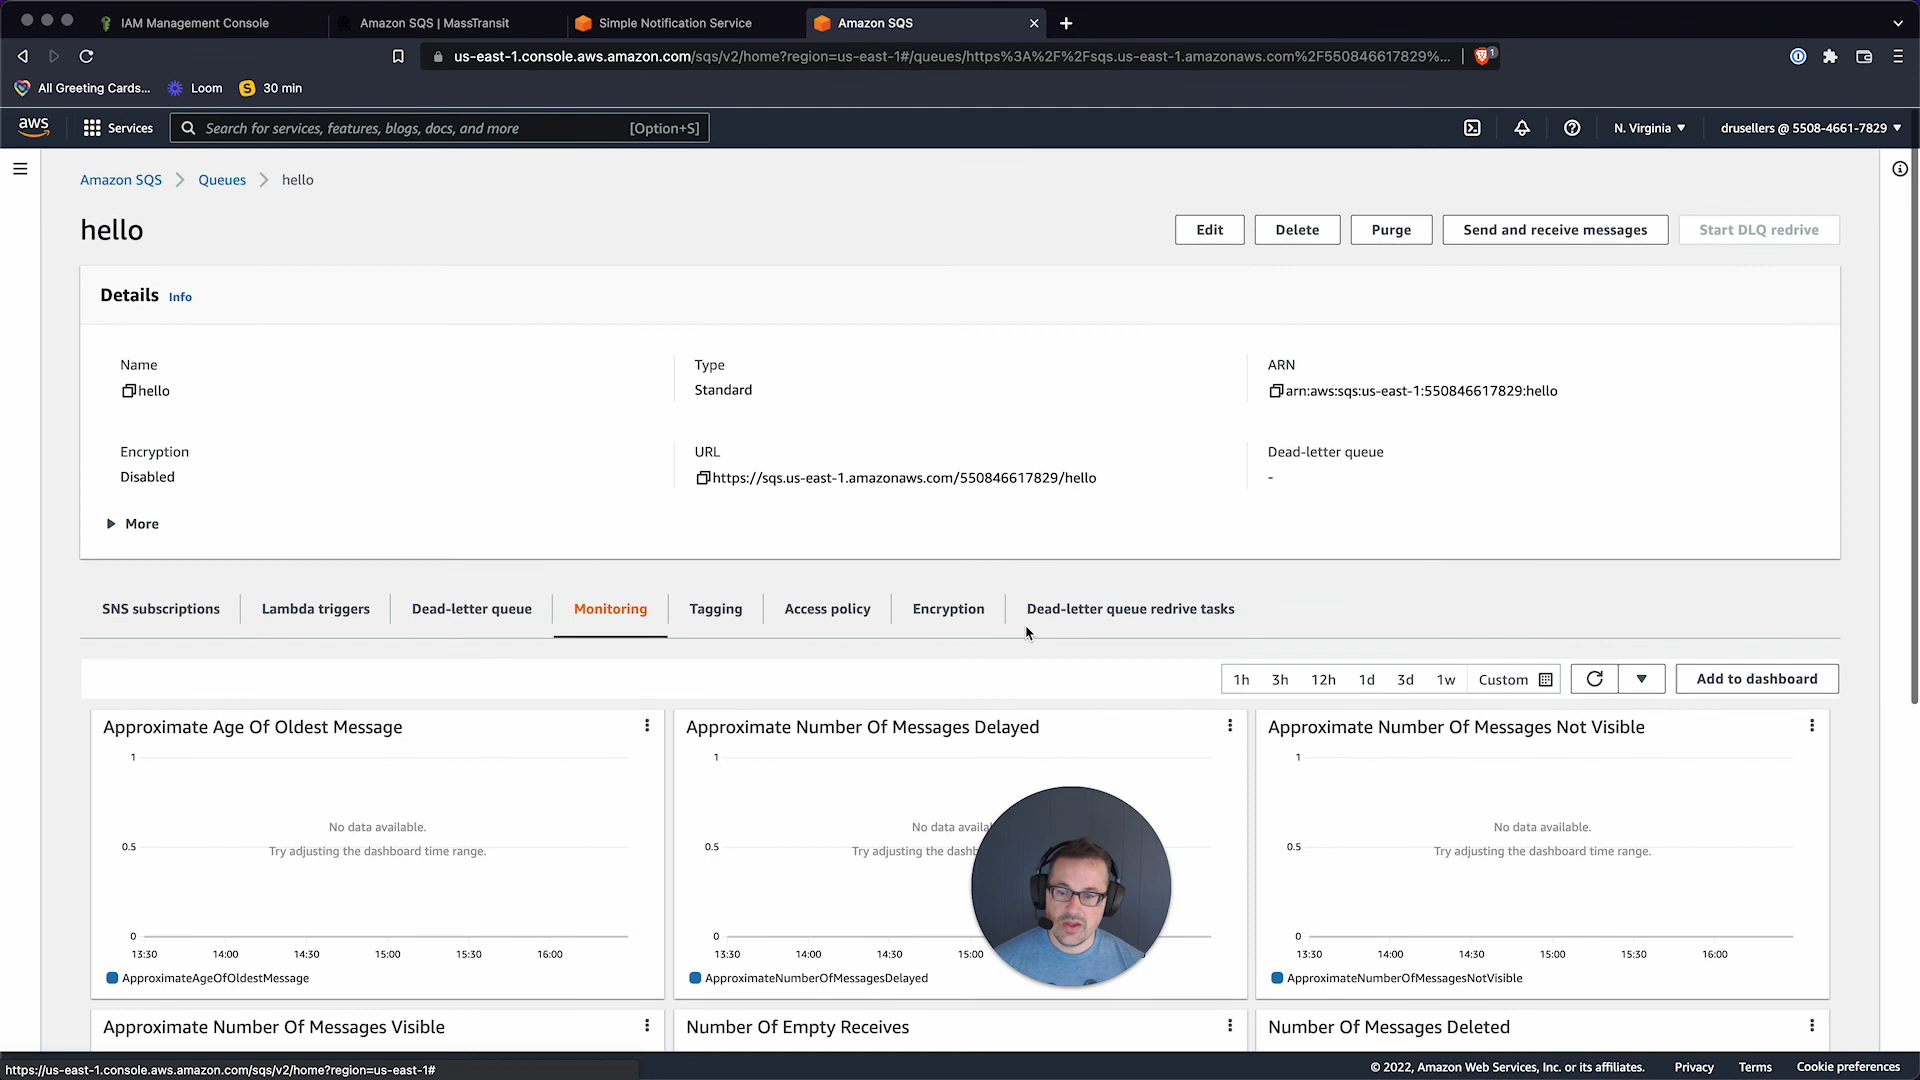 IAM Management Console
Amazon SQS | MassTransit
Simple Notification Service
Amazon SQS
us-east-1.console.aws.amazon.com/sqs/v2/home?region=us-east-1#/queues/https%3A%2F%2Fsqs.us-east-1.amazonaws.com%2F550846617829%...
1
All Greeting Cards...
Loom
S
30 min
aws
Services
Search for services, features, blogs, docs, and more
[Option+S]
N. Virginia
drusellers @ 5508-4661-7829
Amazon SQS
Queues
hello
hello
Edit
Delete
Purge
Send and receive messages
Start DLQ redrive
Details
Info
Name
Type
ARN
hello
Standard
arn:aws:sqs:us-east-1:550846617829:hello
Encryption
URL
Dead-letter queue
Disabled
https://sqs.us-east-1.amazonaws.com/550846617829/hello
-
More
SNS subscriptions
Lambda triggers
Dead-letter queue
Monitoring
Tagging
Access policy
Encryption
Dead-letter queue redrive tasks
1h
3h
12h
1d
3d
1w
Custom
Add to dashboard
Approximate Age Of Oldest Message
1
No data available.
0.5
Try adjusting the dashboard time range.
0
13:30 14:00 14:30 15:00 15:30 16:00
ApproximateAgeOfOldestMessage
Approximate Number Of Messages Delayed
1
No data
0.5
Try adjusting the
0
13:30 14:00 14:30 15:00
ApproximateNumberOfMessagesDelayed
Approximate Number Of Messages Not Visible
1
No data available.
0.5
Try adjusting the dashboard time range.
0
13:30 14:00 14:30 15:00 15:30 16:00
ApproximateNumberOfMessagesNotVisible
Approximate Number Of Messages Visible
Number Of Empty Receives
Number Of Messages Deleted
https://us-east-1.console.aws.amazon.com/sqs/v2/home?region=us-east-1#
© 2022, Amazon Web Services, Inc. or its affiliates.
Privacy
Terms
Cookie preferences